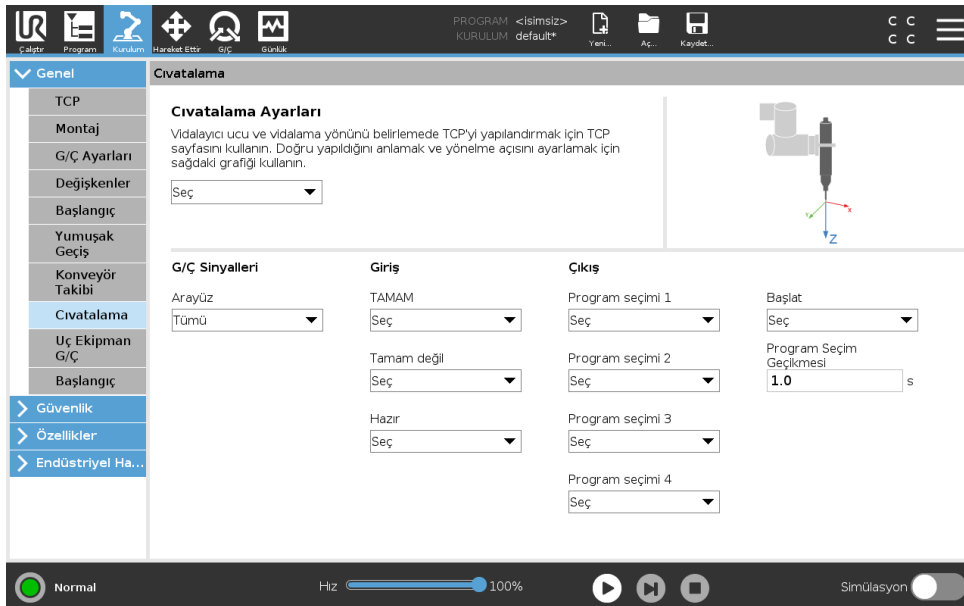 PROGRAM <isimsiz>
KURULUM default*
Çalıştır Program Kurulum Hareket Ettir G/Ç Günlük Yeni... Aç... Kaydet...
C C
C C
Genel
TCP
Montaj
G/Ç Ayarları
Değişkenler
Başlangıç
Yumuşak
Geçiş
Konveyör
Takibi
Cıvatalama
Uç Ekipman
G/Ç
Başlangıç
Güvenlik
Özellikler
Endüstriyel Ha...
Cıvatalama
Cıvatalama Ayarları
Vidalayıcı ucu ve vidalama yönünü belirlemede TCP'yi yapılandırmak için TCP
sayfasını kullanın. Doğru yapıldığını anlamak ve yönelme açısını ayarlamak için
sağdaki grafiği kullanın.
Seç
Y X
Z
G/Ç Sinyalleri
Arayüz
Tümü
Giriş
TAMAM
Seç
Tamam değil
Seç
Hazır
Seç
Çıkış
Program seçimi 1
Seç
Program seçimi 2
Seç
Program seçimi 3
Seç
Program seçimi 4
Seç
Başlat
Seç
Program Seçim
Geçikmesi
1.0 s
Normal
Hız 100%
Simülasyon